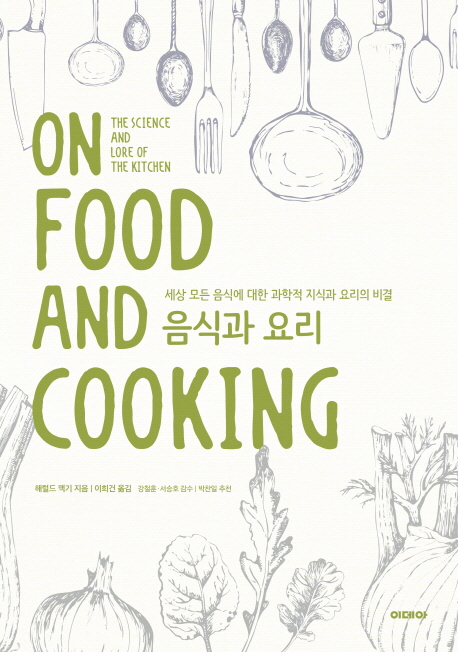 ON
THE SCIENCE
AND
LORE OF
THE KITCHEN
FOOD
AND
세상 모든 음식에 대한 과학적 지식과 요리의 비결
음식과 요리
COOKING
해럴드 맥기 지음 | 이희건 옮김 강철훈·서승호 감수 | 박찬일 추천
이데아